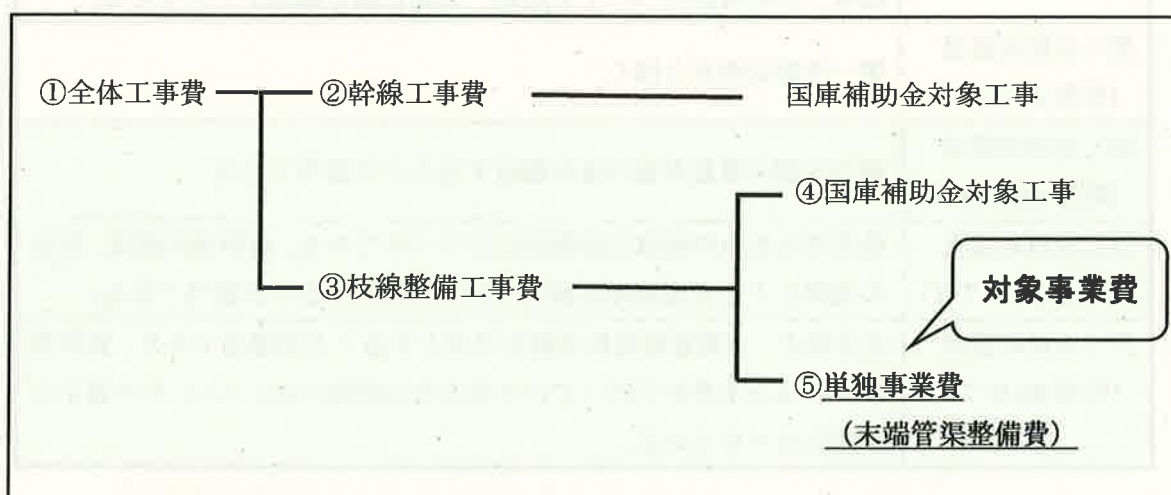 ①全体工事費 ②幹線工事費 国庫補助金対象工事
④国庫補助金対象工事
③枝線整備工事費
対象事業費
⑤単独事業費
(末端管渠整備費)